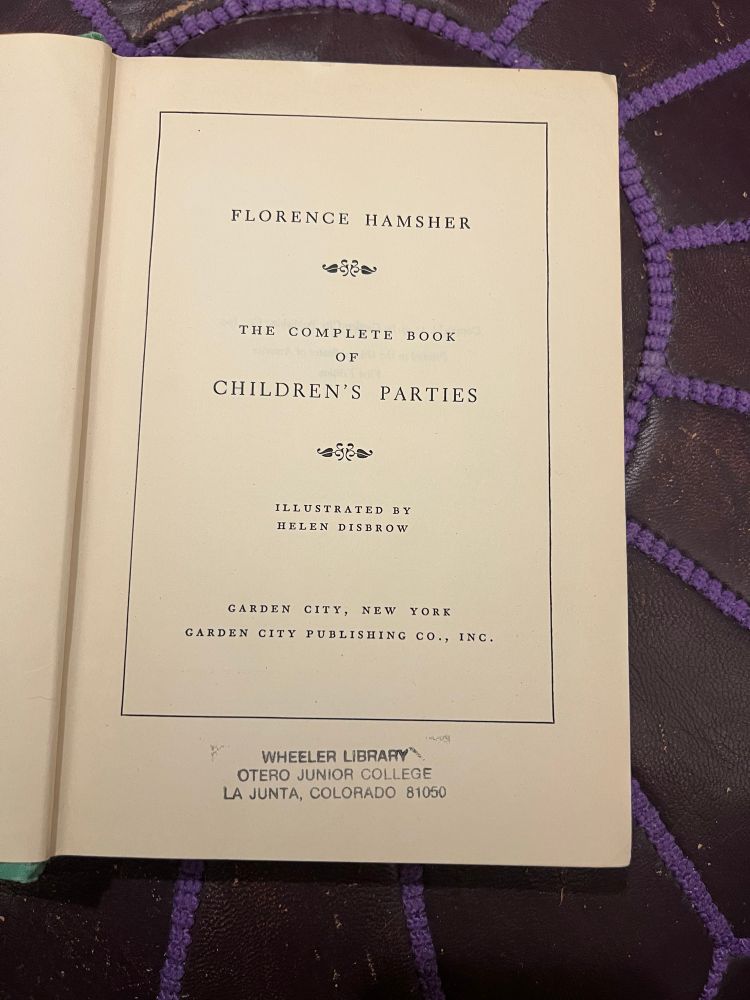 FLORENCE HAMSHER
THE COMPLETE BOOK
OF
CHILDREN'S PARTIES
ILLUSTRATED BY
HELEN DISBROW
GARDEN CITY, NEW YORK
GARDEN CITY PUBLISHING CO., INC.
WHEELER LIBRARY
OTERO JUNIOR COLLEGE
LA JUNTA, COLORADO 81050